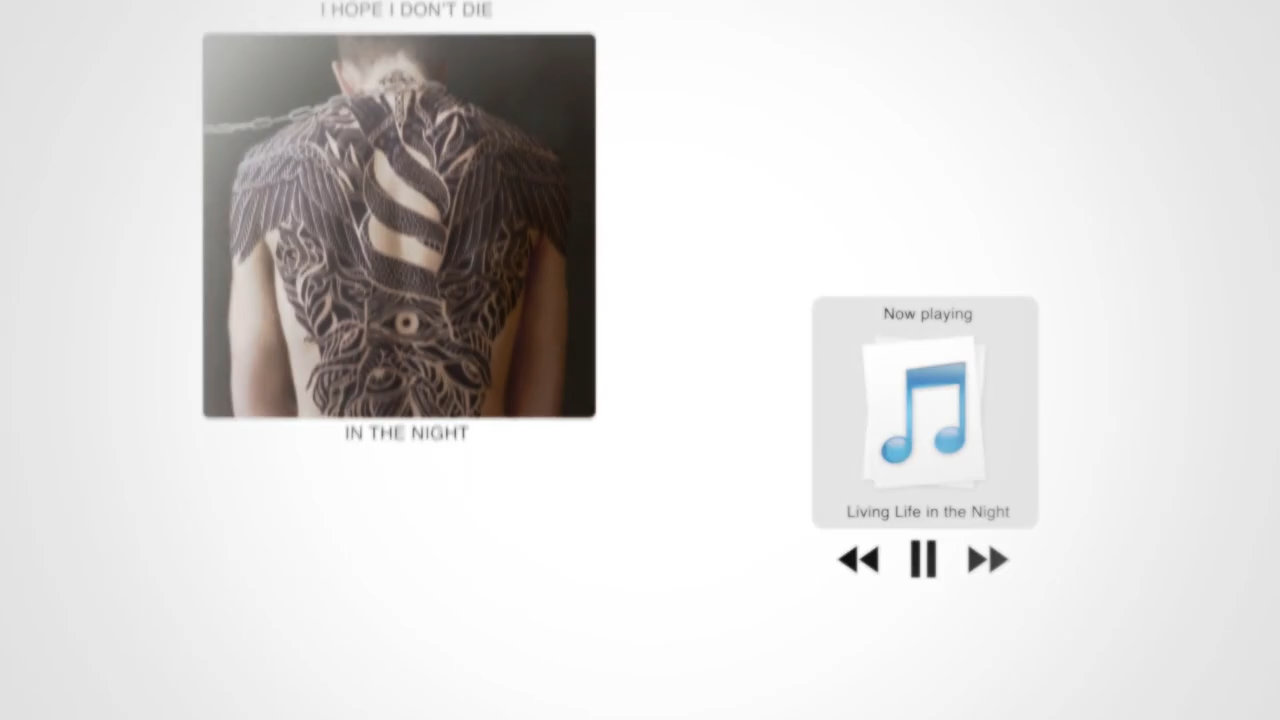 I HOPE I DON'T DIE
IN THE NIGHT
Now playing
Living Life in the Night